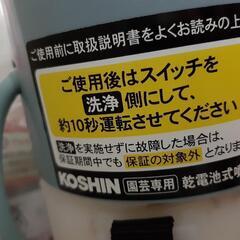 ご使用前に取扱説明書をよくお読みの上
ご使用後はスイッチを
洗浄 側にして、
約10秒運転させてください
洗浄 を実施せずに故障した場合は、
保証期間中でも 保証の対象外 となりま
KOSHIN 園芸専用 乾電池式噴